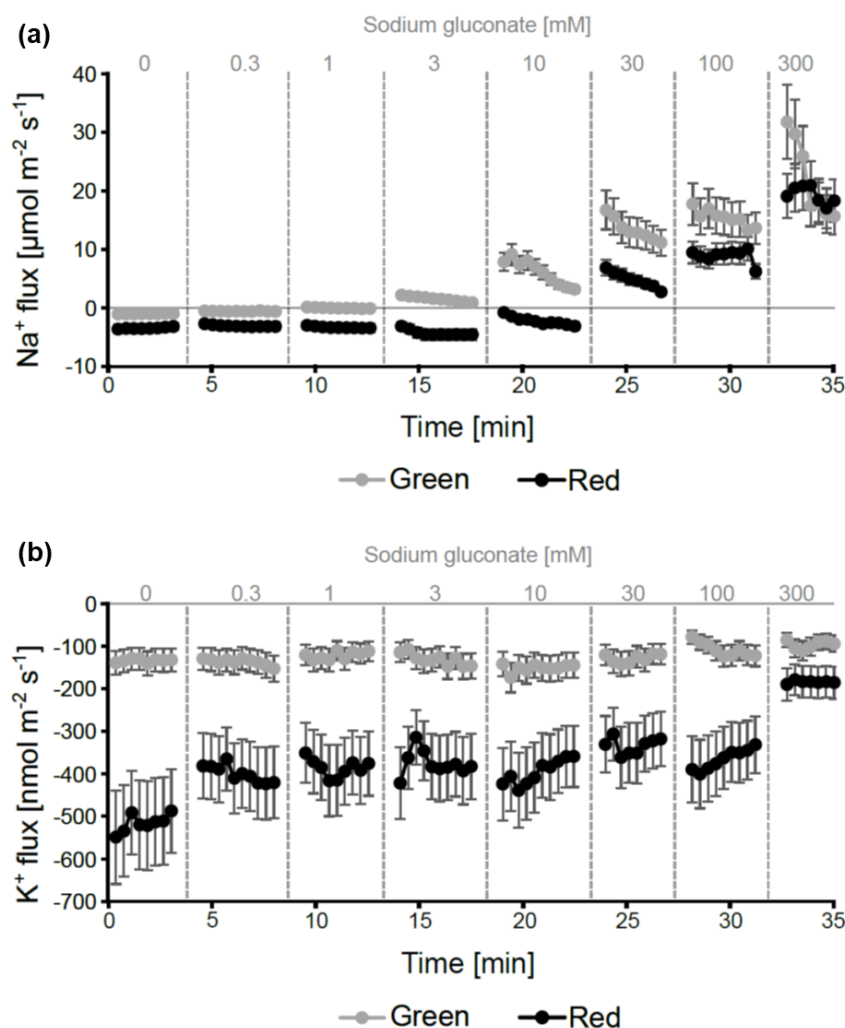 (a)
Sodium gluconate [mM]
0 0.3 1 3 10 30 100 300
Na⁺ flux [µmol m⁻² s⁻¹]
40
30
20
10
0
-10
0 5 10 15 20 25 30 35
Time [min]
Green Red
(b)
Sodium gluconate [mM]
0 0.3 1 3 10 30 100 300
K⁺ flux [nmol m⁻² s⁻¹]
0
-100
-200
-300
-400
-500
-600
-700
0 5 10 15 20 25 30 35
Time [min]
Green Red